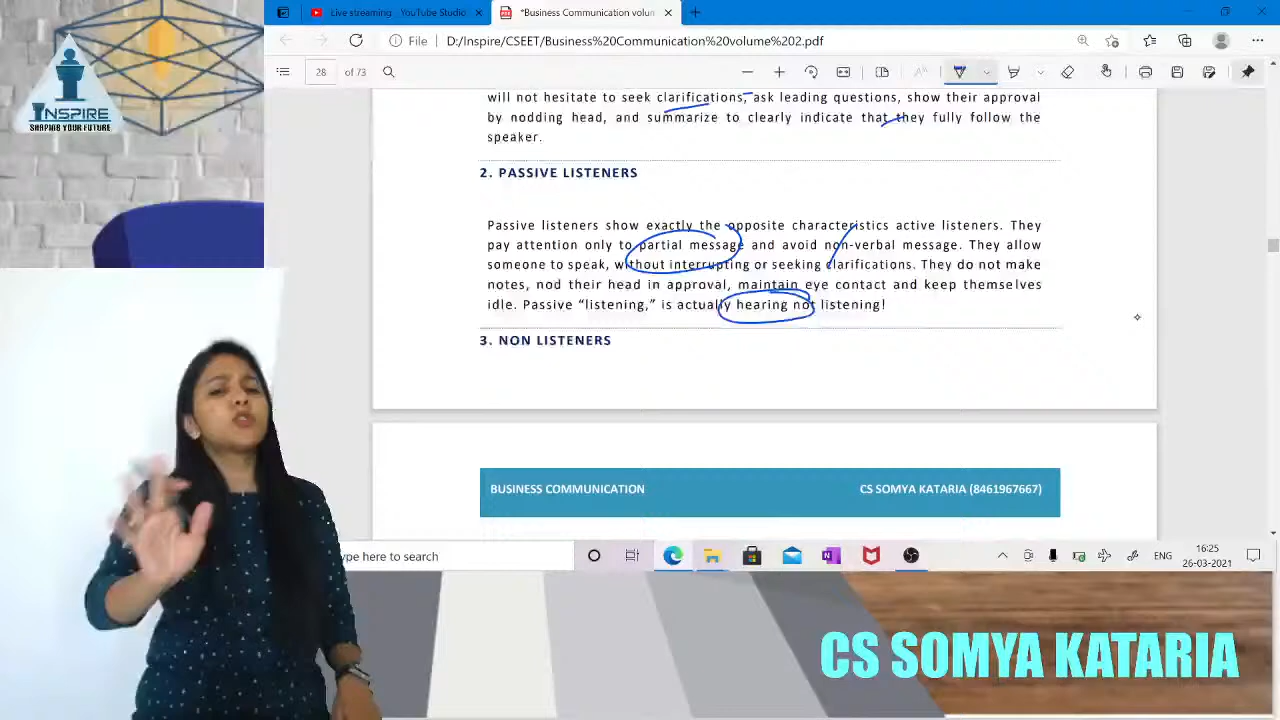 INSPIRE
SHAPING YOUR FUTURE
Live streaming - YouTube Studio
*Business Communication volun
File
D:/Inspire/CSEET/Business%20Communication%20volume%202.pdf
28 of 73
will not hesitate to seek clarifications, ask leading questions, show their approval
by nodding head, and summarize to clearly indicate that they fully follow the
speaker.
2. PASSIVE LISTENERS
Passive listeners show exactly the opposite characteristics active listeners. They
pay attention only to partial message and avoid non-verbal message. They allow
someone to speak, without interrupting or seeking clarifications. They do not make
notes, nod their head in approval, maintain eye contact and keep themselves
idle. Passive “listening,” is actually hearing not listening!
3. NON LISTENERS
BUSINESS COMMUNICATION
CS SOMYA KATARIA (8461967667)
ype here to search
ENG
16:25
26-03-2021
CS SOMYA KATARIA